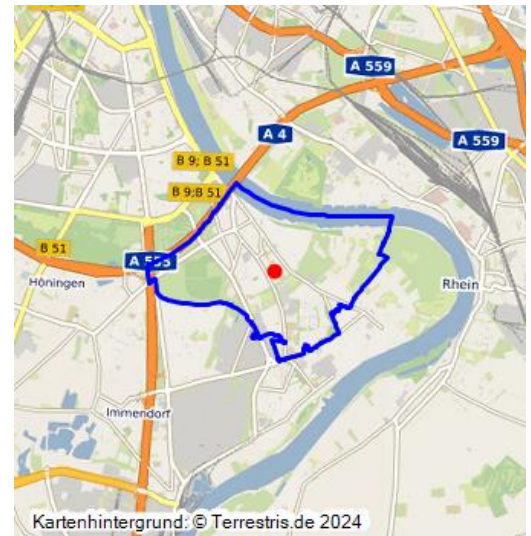 A 559
A 4
A 559
B 9; B 51
B 9;B 51
B 51
A 555
Höningen
Rhein
Immendorf
Kartenhintergrund: © Terrestris.de 2024